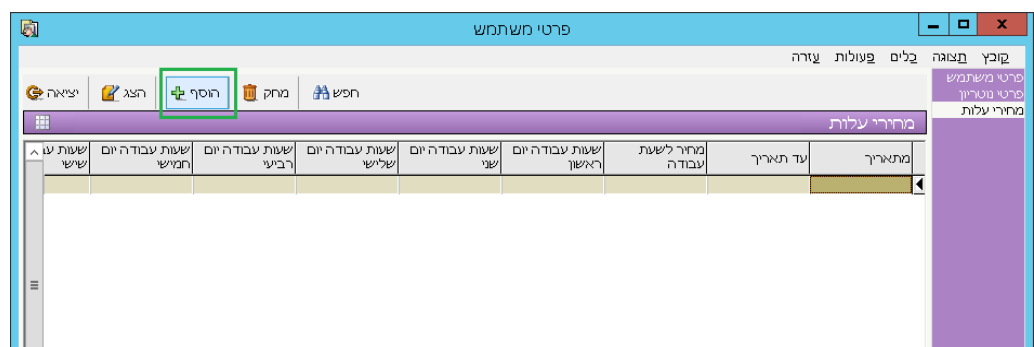 פרטי משתמש
קובץ תצוגה כלים פעולות עזרה
פרטי משתמש
פרטי נוטריון
מחירי עלות
חפש מחק הוסף הצג יציאה
מחירי עלות
מתאריך
עד תאריך
מחיר לשעת
עבודה
שעות עבודה יום
ראשון
שעות עבודה יום
שני
שעות עבודה יום
שלישי
שעות עבודה יום
רביעי
שעות עבודה יום
חמישי
שעות עו
שישי